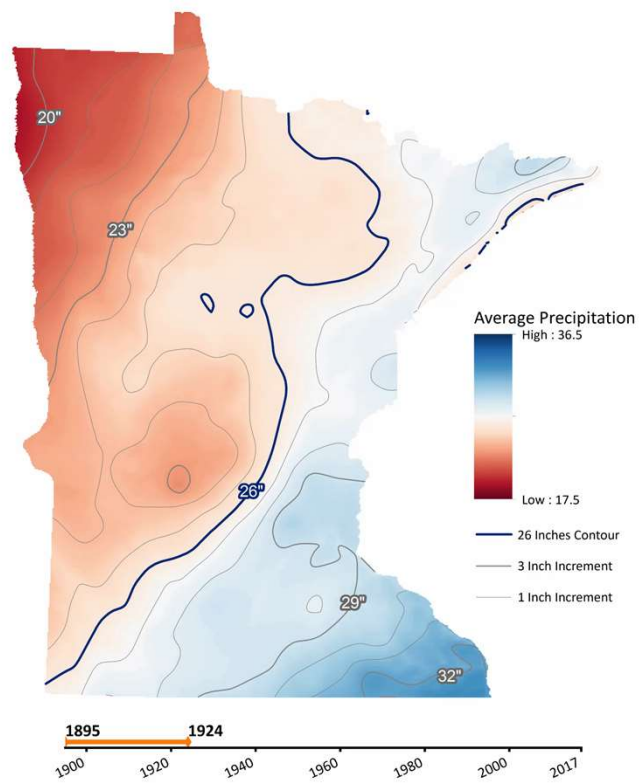 20"
23"
Average Precipitation
High : 36.5
Low : 17.5
26"
26 Inches Contour
3 Inch Increment
1 Inch Increment
29"
32"
1895 1924
1900 1920 1940 1960 1980 2000 2017